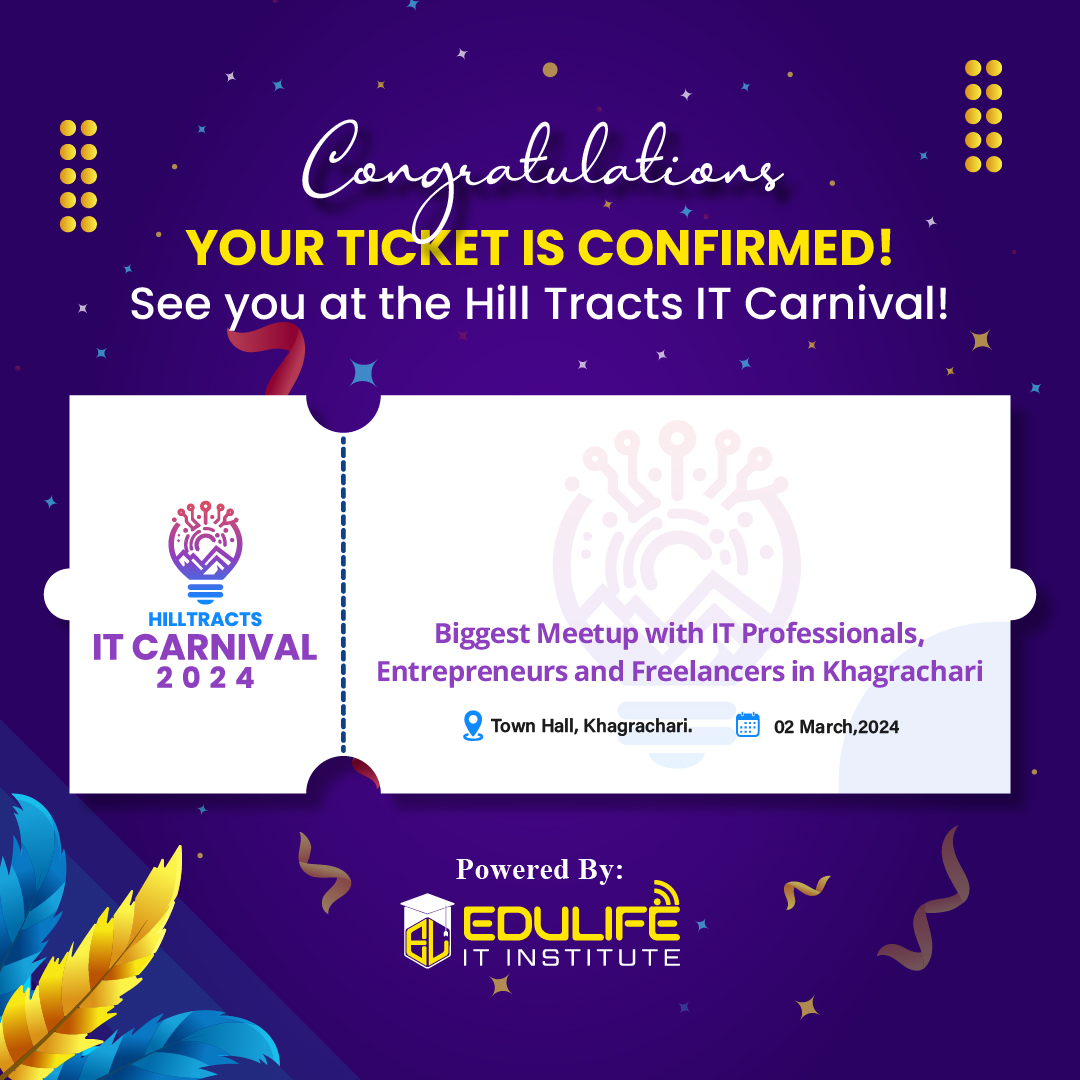 Congratulations
YOUR TICKET IS CONFIRMED!
See you at the Hill Tracts IT Carnival!
HILLTRACTS
IT CARNIVAL
2024
Biggest Meetup with IT Professionals,
Entrepreneurs and Freelancers in Khagrachari
Town Hall, Khagrachari.
02 March,2024
Powered By:
EL
EDULIFE
IT INSTITUTE